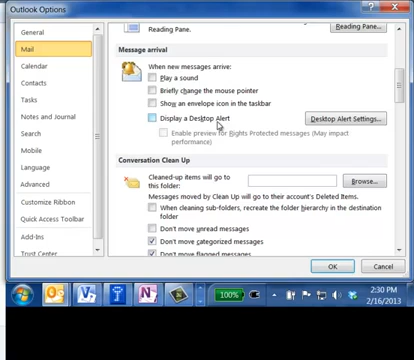 Outlook Options
General
Mail
Calendar
Contacts
Tasks
Notes and Journal
Search
Mobile
Language
Advanced
Customize Ribbon
Quick Access Toolbar
Add-Ins
Trust Center
Reading Pane.
Reading Pane...
Message arrival
When new messages arrive:
Play a sound
Briefly change the mouse pointer
Show an envelope icon in the taskbar
Display a Desktop Alert
Desktop Alert Settings...
Enable preview for Rights Protected messages (May impact
performance)
Conversation Clean Up
Cleaned-up items will go to
this folder:
Browse...
Messages moved by Clean Up will go to their account's Deleted Items.
When cleaning sub-folders, recreate the folder hierarchy in the destination
folder
Don't move unread messages
Don't move categorized messages
Don't move flagged messages
OK
Cancel
100%
2:30 PM
2/16/2013